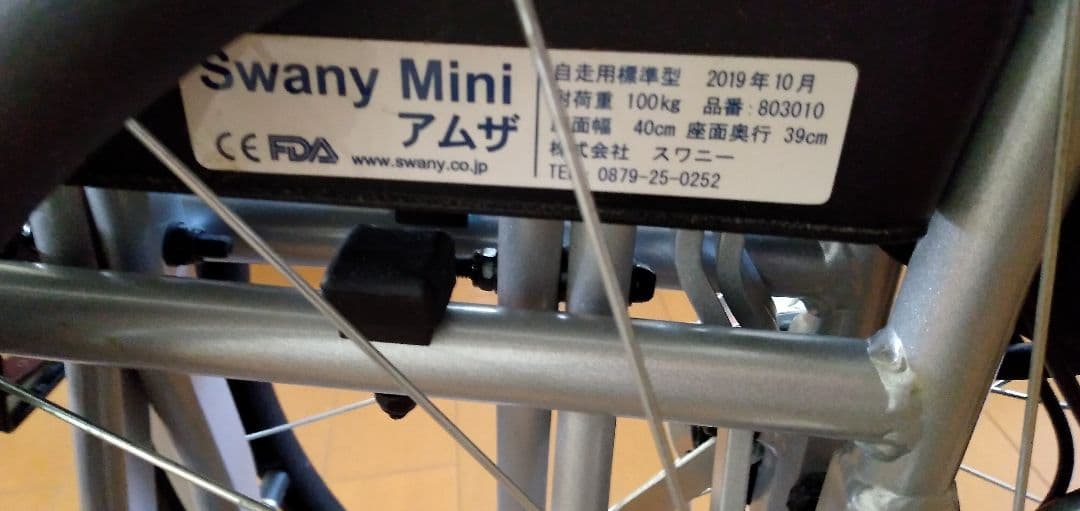 Swany Mini
アムザ
CE FDA www.swany.co.jp
自走用標準型 2019年10月
耐荷重 100kg 品番:803010
座面幅 40cm 座面奥行 39cm
株式会社 スワニー
TEL 0879-25-0252